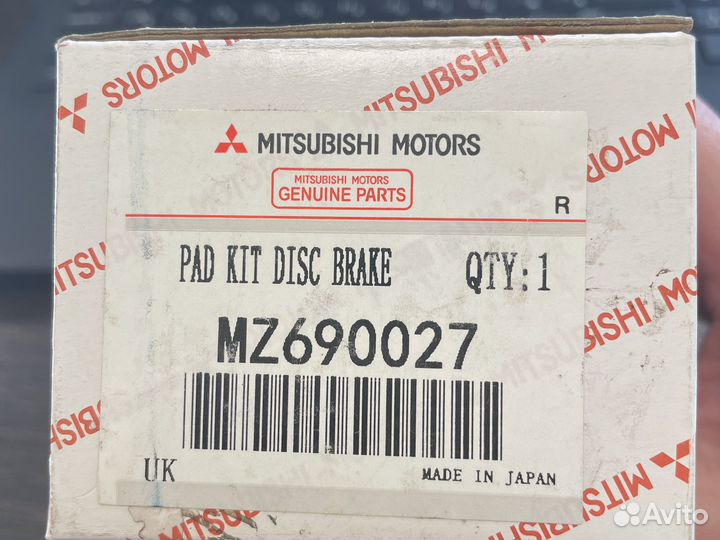 MOTORS
MITSUBISHI MOTORS
MITSUBISHI MOTORS
MITSUBISHI MOTORS
GENUINE PARTS
R
PAD KIT DISC BRAKE QTY:1
MZ690027
UK
MADE IN JAPAN
MITSUBISHI MO
MOTORS
Avito